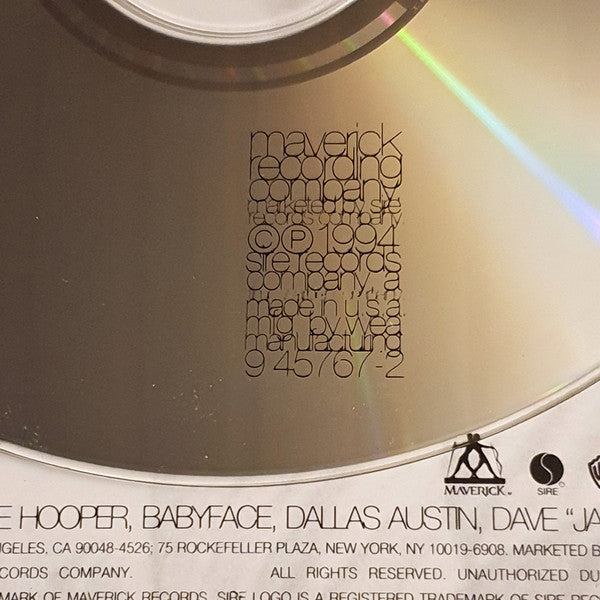 maverick
recording
company
marketed by sire
records company
© ℗ 1994
sire records
company, a
made in u.s.a.
mfg. by wea
manufacturing
9 45767-2
MAVERICK™
SIRE
E HOOPER, BABYFACE, DALLAS AUSTIN, DAVE "JA
NGELES, CA 90048-4526; 75 ROCKEFELLER PLAZA, NEW YORK, NY 10019-6908. MARKETED B
CORDS COMPANY. ALL RIGHTS RESERVED. UNAUTHORIZED DU
MARK OF MAVERICK RECORDS. SIRE LOGO IS A REGISTERED TRADEMARK OF SIRE REC